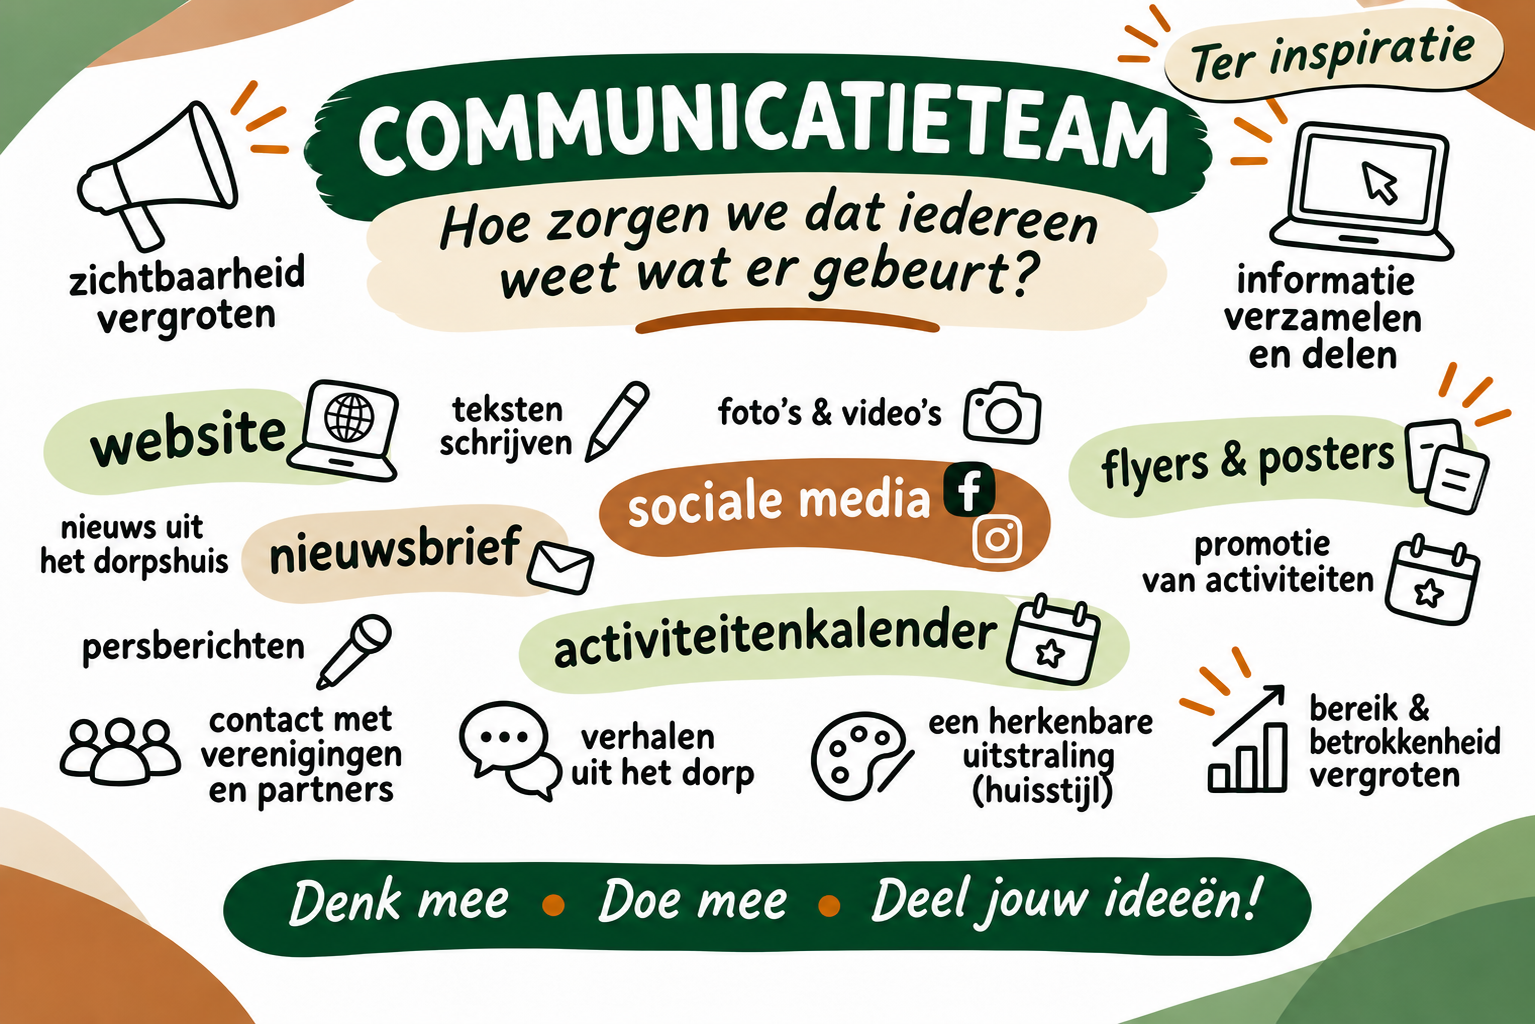 Ter inspiratie
COMMUNICATIETEAM
Hoe zorgen we dat iedereen
weet wat er gebeurt?
zichtbaarheid
vergroten
informatie
verzamelen
en delen
website
teksten
schrijven
foto's & video's
flyers & posters
sociale media
f
nieuws uit
het dorpshuis
nieuwsbrief
promotie
van activiteiten
persberichten
activiteitenkalender
contact met
verenigingen
en partners
verhalen
uit het dorp
een herkenbare
uitstraling
(huisstijl)
bereik &
betrokkenheid
vergroten
Denk mee • Doe mee • Deel jouw ideeën!